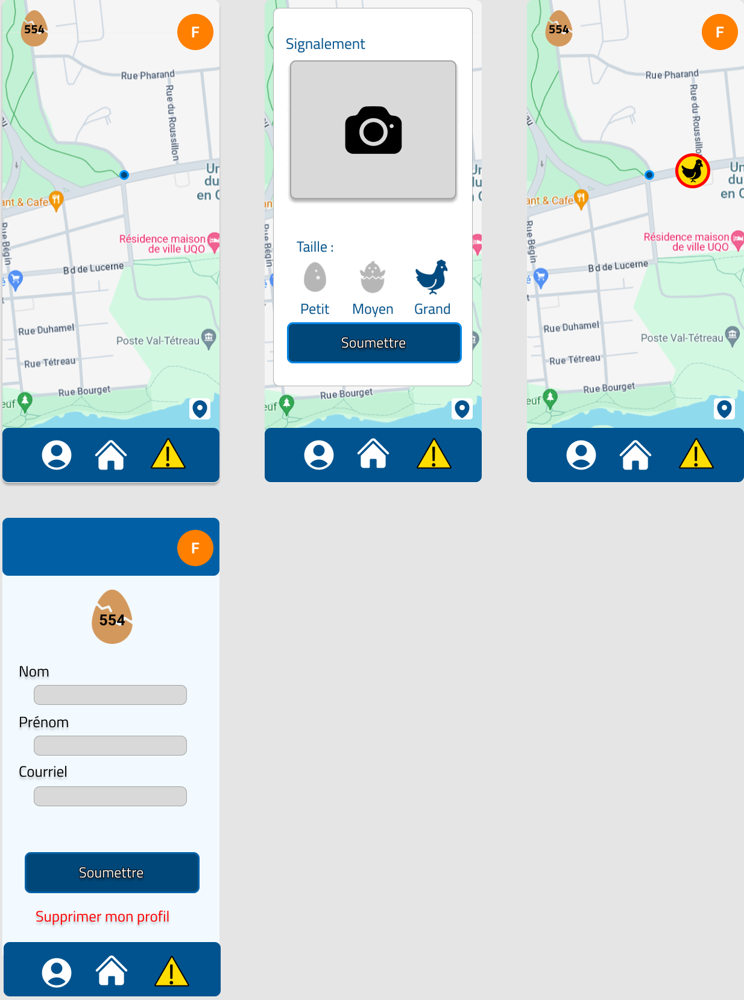 554
F
Rue Pharand
Rue du Roussillon
Un
du
en
ant & Cafe
Rue Bégin
Résidence maison
de ville UQO
Bd de Lucerne
Rue Duhamel
Poste Val-Tétreau
Rue Tétreau
Rue Bourget
euf
!
Signalement
Taille :
Petit
Moyen
Grand
Soumettre
Rue Bourget
euf
!
554
F
Rue Pharand
Rue du Roussillon
Un
du
en
ant & Cafe
Rue Bégin
Résidence maison
de ville UQO
Bd de Lucerne
Rue Duhamel
Poste Val-Tétreau
Rue Tétreau
Rue Bourget
euf
!
F
554
Nom
Prénom
Courriel
Soumettre
Supprimer mon profil
!